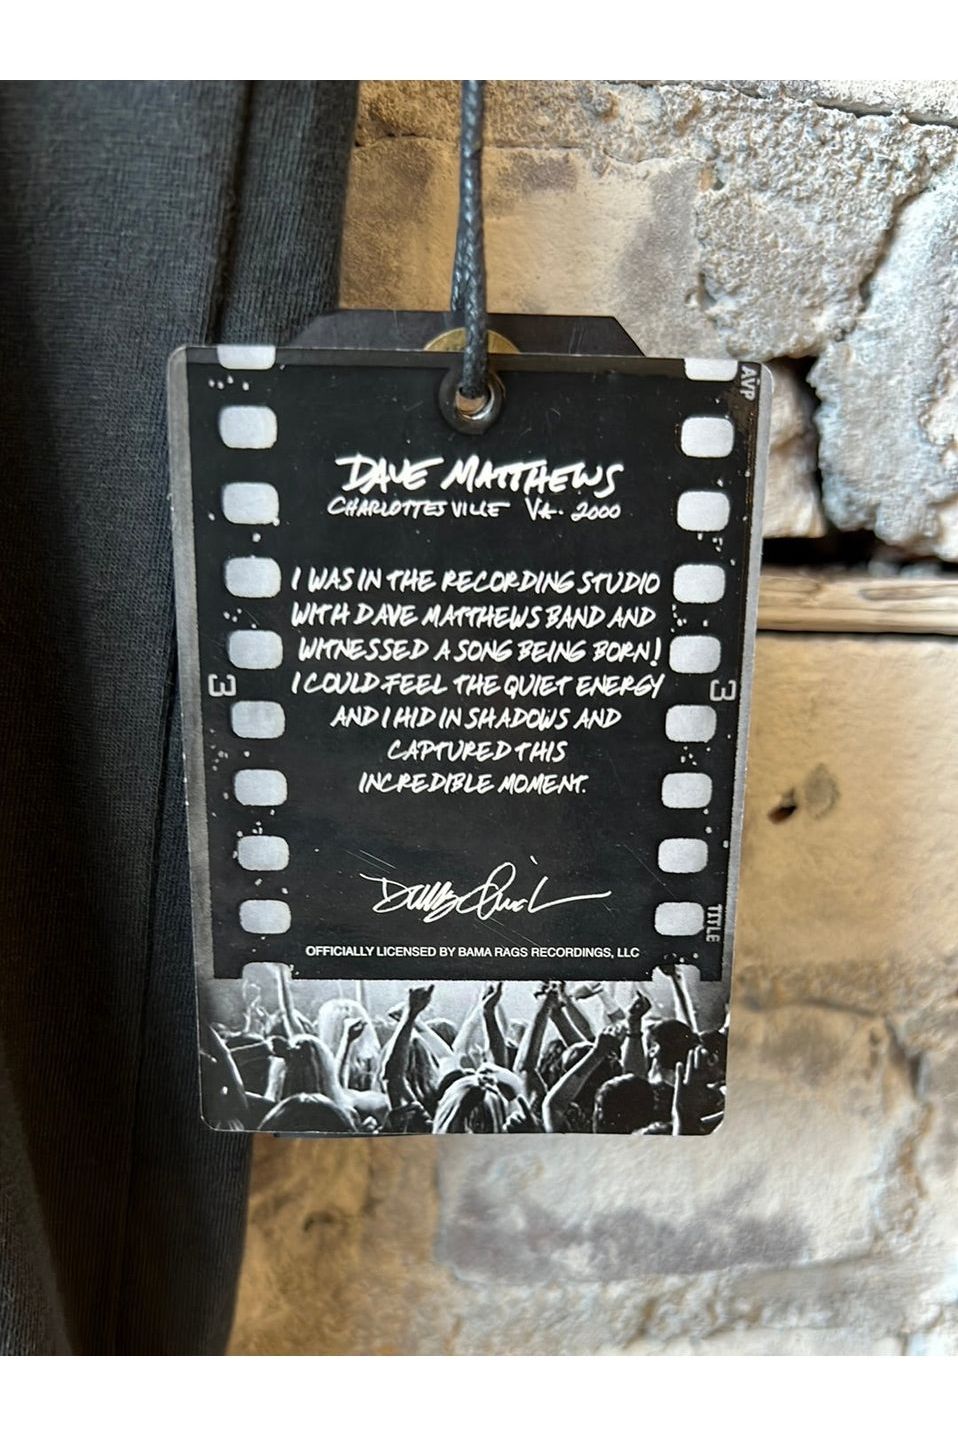 AVP
DAVE MATTHEWS
CHARLOTTESVILLE VA. 2000
I WAS IN THE RECORDING STUDIO
WITH DAVE MATTHEWS BAND AND
WITNESSED A SONG BEING BORN!
I COULD FEEL THE QUIET ENERGY
AND I HID IN SHADOWS AND
CAPTURED THIS
INCREDIBLE MOMENT.
3
3
TITLE
OFFICIALLY LICENSED BY BAMA RAGS RECORDINGS, LLC